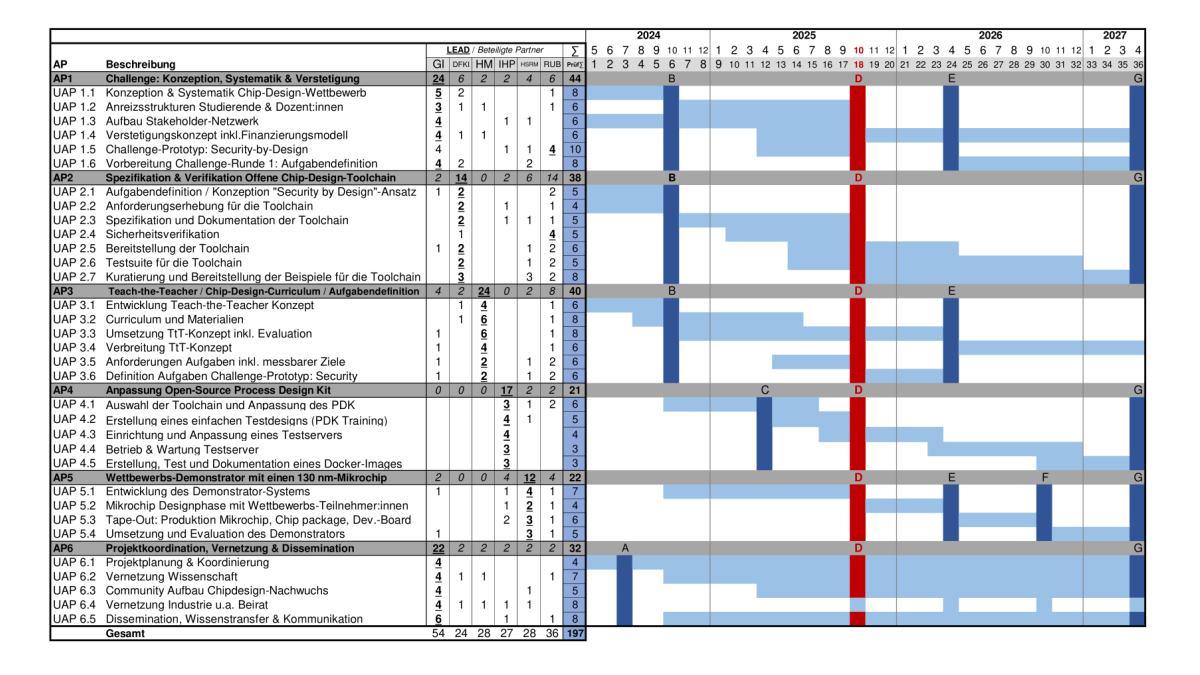 2024 2025 2026 2027
LEAD / Beteiligte Partner ∑ 5 6 7 8 9 10 11 12 1 2 3 4 5 6 7 8 9 10 11 12 1 2 3 4 5 6 7 8 9 10 11 12 1 2 3 4
AP Beschreibung GI DFKI HM IHP HSRM RUB Prüf∑ 1 2 3 4 5 6 7 8 9 10 11 12 13 14 15 16 17 18 19 20 21 22 23 24 25 26 27 28 29 30 31 32 33 34 35 36
AP1 Challenge: Konzeption, Systematik & Verstetigung 24 6 2 2 4 6 44 B D E G
UAP 1.1 Konzeption & Systematik Chip-Design-Wettbewerb 5 2 1 8
UAP 1.2 Anreizsstrukturen Studierende & Dozent:innen 3 1 1 1 6
UAP 1.3 Aufbau Stakeholder-Netzwerk 4 1 1 6
UAP 1.4 Verstetigungskonzept inkl.Finanzierungsmodell 4 1 1 6
UAP 1.5 Challenge-Prototyp: Security-by-Design 4 1 1 4 10
UAP 1.6 Vorbereitung Challenge-Runde 1: Aufgabendefinition 4 2 2 8
AP2 Spezifikation & Verifikation Offene Chip-Design-Toolchain 2 14 0 2 6 14 38 B D G
UAP 2.1 Aufgabendefinition / Konzeption "Security by Design"-Ansatz 1 2 2 5
UAP 2.2 Anforderungserhebung für die Toolchain 2 1 1 4
UAP 2.3 Spezifikation und Dokumentation der Toolchain 2 1 1 1 5
UAP 2.4 Sicherheitsverifikation 1 4 5
UAP 2.5 Bereitstellung der Toolchain 1 2 1 2 6
UAP 2.6 Testsuite für die Toolchain 2 1 2 5
UAP 2.7 Kuratierung und Bereitstellung der Beispiele für die Toolchain 3 3 2 8
AP3 Teach-the-Teacher / Chip-Design-Curriculum / Aufgabendefinition 4 2 24 0 2 8 40 B D E
UAP 3.1 Entwicklung Teach-the-Teacher Konzept 1 4 1 6
UAP 3.2 Curriculum und Materialien 1 6 1 8
UAP 3.3 Umsetzung TtT-Konzept inkl. Evaluation 1 6 1 8
UAP 3.4 Verbreitung TtT-Konzept 1 4 1 6
UAP 3.5 Anforderungen Aufgaben inkl. messbarer Ziele 1 2 1 2 6
UAP 3.6 Definition Aufgaben Challenge-Prototyp: Security 1 2 1 2 6
AP4 Anpassung Open-Source Process Design Kit 0 0 0 17 2 2 21 C D G
UAP 4.1 Auswahl der Toolchain und Anpassung des PDK 3 1 2 6
UAP 4.2 Erstellung eines einfachen Testdesigns (PDK Training) 4 1 5
UAP 4.3 Einrichtung und Anpassung eines Testservers 4 4
UAP 4.4 Betrieb & Wartung Testserver 3 3
UAP 4.5 Erstellung, Test und Dokumentation eines Docker-Images 3 3
AP5 Wettbewerbs-Demonstrator mit einen 130 nm-Mikrochip 2 0 0 4 12 4 22 D E F G
UAP 5.1 Entwicklung des Demonstrator-Systems 1 1 4 1 7
UAP 5.2 Mikrochip Designphase mit Wettbewerbs-Teilnehmer:innen 1 2 1 4
UAP 5.3 Tape-Out: Produktion Mikrochip, Chip package, Dev.-Board 2 3 1 6
UAP 5.4 Umsetzung und Evaluation des Demonstrators 1 3 1 5
AP6 Projektkoordination, Vernetzung & Dissemination 22 2 2 2 2 2 32 A D G
UAP 6.1 Projektplanung & Koordinierung 4 4
UAP 6.2 Vernetzung Wissenschaft 4 1 1 1 7
UAP 6.3 Community Aufbau Chipdesign-Nachwuchs 4 1 5
UAP 6.4 Vernetzung Industrie u.a. Beirat 4 1 1 1 1 8
UAP 6.5 Dissemination, Wissenstransfer & Kommunikation 6 1 1 8
Gesamt 54 24 28 27 28 36 197